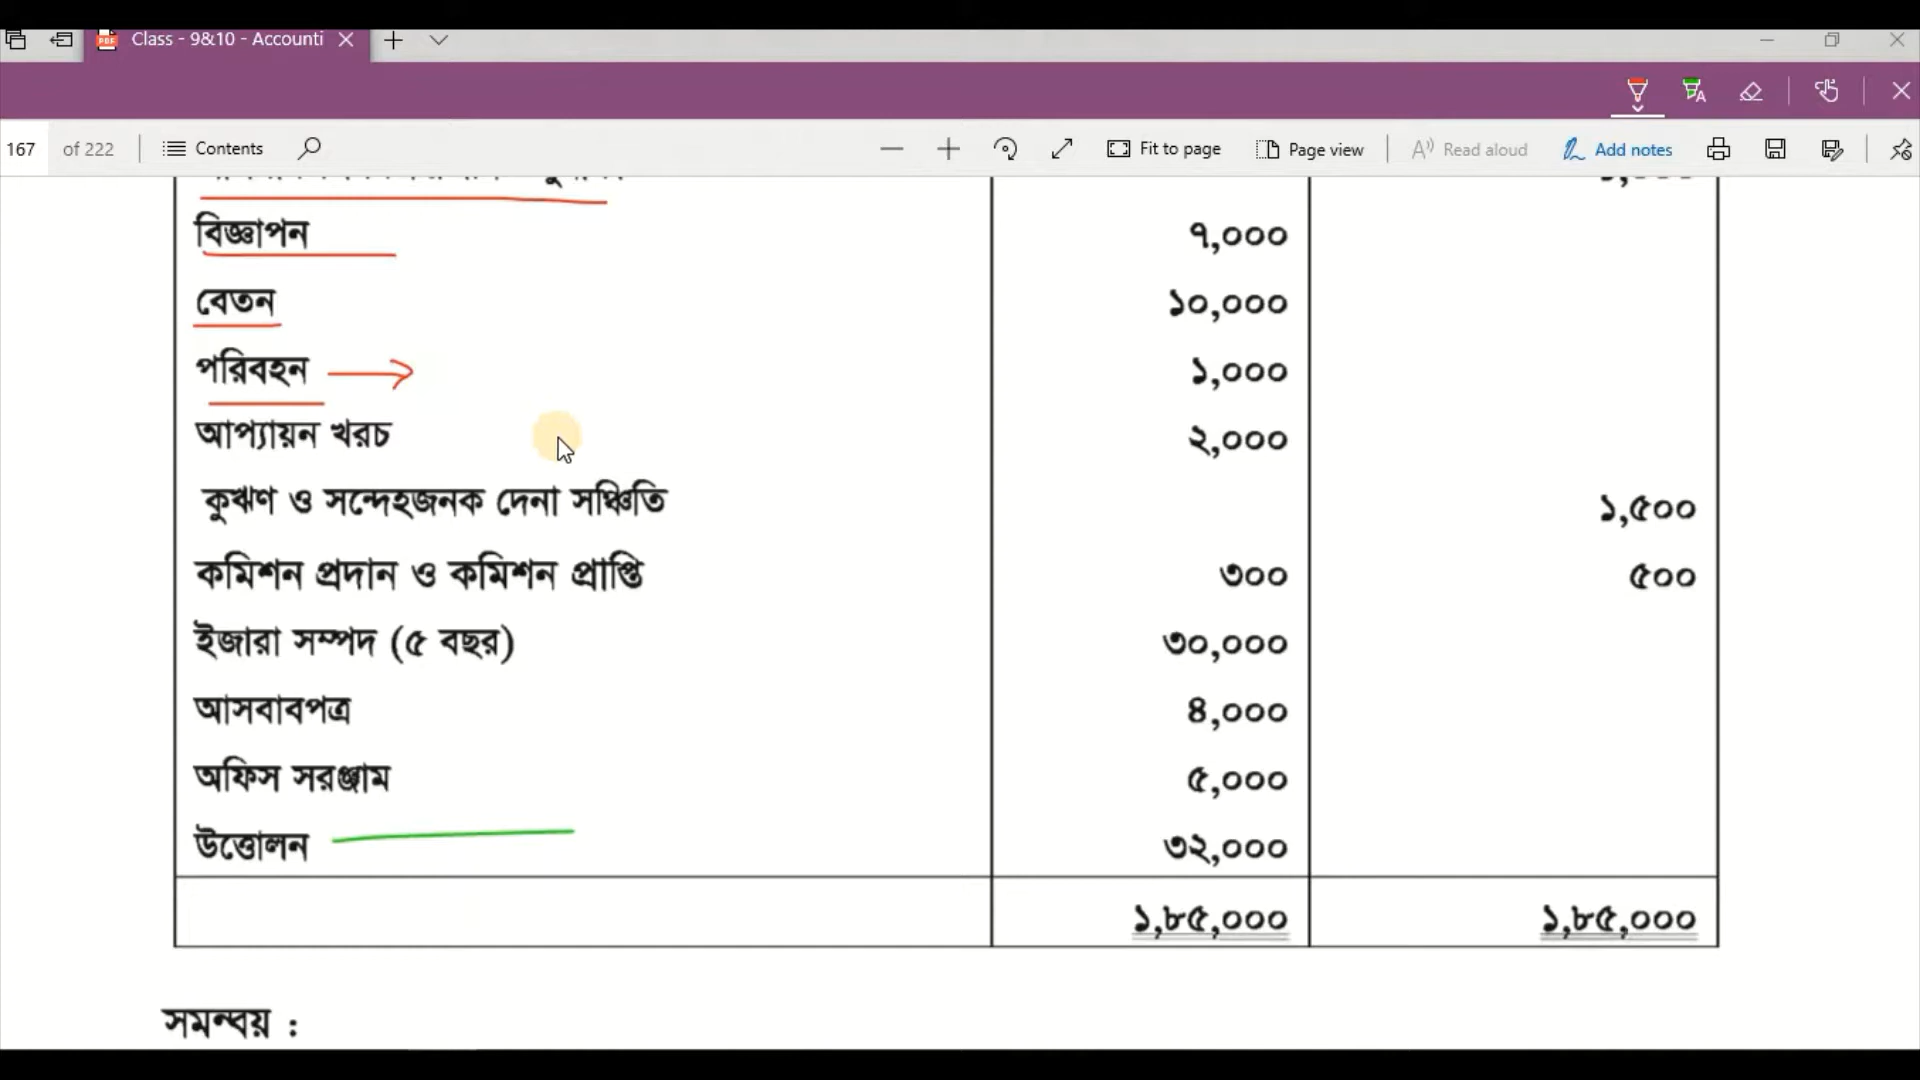 Class - 9&10 - Accounti
167 of 222 Contents Fit to page Page view Read aloud Add notes
বিজ্ঞাপন ৭,০০০
বেতন ১০,০০০
পরিবহন ১,০০০
আপ্যায়ন খরচ ২,০০০
কুঋণ ও সন্দেহজনক দেনা সঞ্চিতি ১,৫০০
কমিশন প্রদান ও কমিশন প্রাপ্তি ৩০০ ৫০০
ইজারা সম্পদ (৫ বছর) ৩০,০০০
আসবাবপত্র ৪,০০০
অফিস সরঞ্জাম ৫,০০০
উত্তোলন ৩২,০০০
১,৮৫,০০০ ১,৮৫,০০০
সমন্বয় :